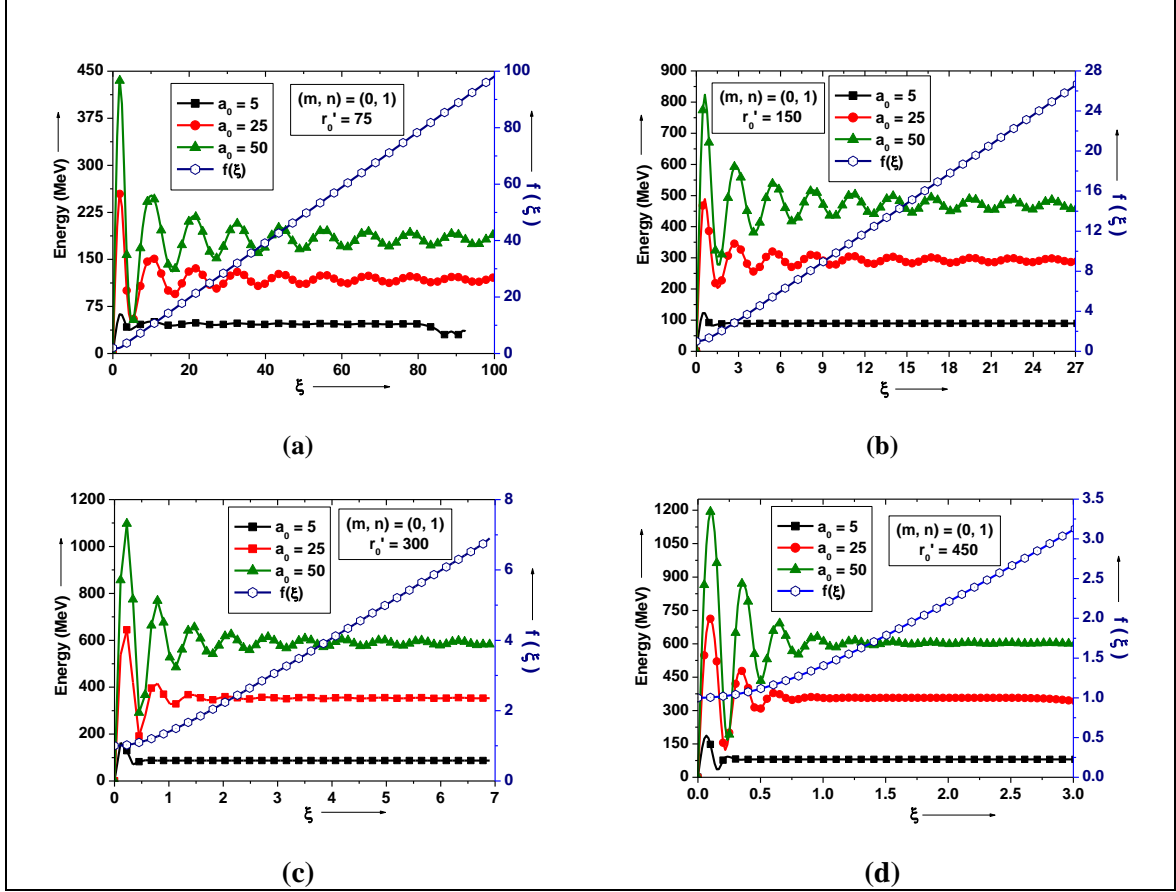 450
375
300
225
150
75
0
Energy (MeV)
a0 = 5
a0 = 25
a0 = 50
f(ξ)
(m, n) = (0, 1)
r0' = 75
100
80
60
40
20
0
f (ξ)
0 20 40 60 80 100
ξ
(a)
900
800
700
600
500
400
300
200
100
0
Energy (MeV)
(m, n) = (0, 1)
r0' = 150
a0 = 5
a0 = 25
a0 = 50
f(ξ)
28
24
20
16
12
8
4
0
f (ξ)
0 3 6 9 12 15 18 21 24 27
ξ
(b)
1200
1000
800
600
400
200
0
Energy (MeV)
a0 = 5
a0 = 25
a0 = 50
f(ξ)
(m, n) = (0, 1)
r0' = 300
8
6
4
2
0
f (ξ)
0 1 2 3 4 5 6 7
ξ
(c)
1200
1050
900
750
600
450
300
150
0
Energy (MeV)
a0 = 5
a0 = 25
a0 = 50
f(ξ)
(m, n) = (0, 1)
r0' = 450
3.5
3.0
2.5
2.0
1.5
1.0
0.5
0.0
f (ξ)
0.0 0.5 1.0 1.5 2.0 2.5 3.0
ξ
(d)